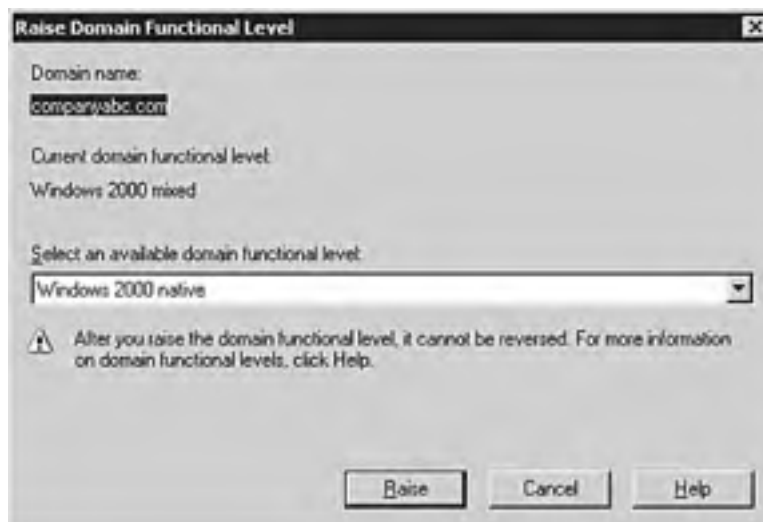 Raise Domain Functional Level
Domain name:
companyabc.com
Current domain functional level:
Windows 2000 mixed
Select an available domain functional level:
Windows 2000 native
After you raise the domain functional level, it cannot be reversed. For more information
on domain functional levels, click Help.
Raise Cancel Help